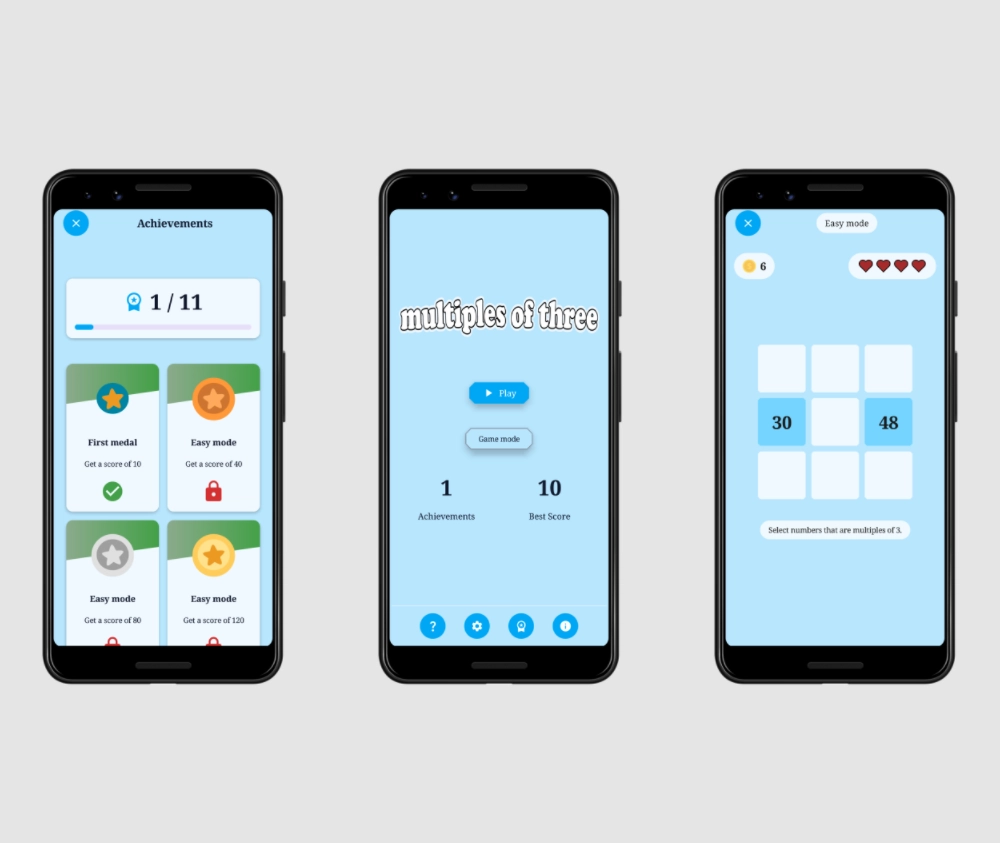 Achievements
1 / 11
First medal
Get a score of 10
Easy mode
Get a score of 40
Easy mode
Get a score of 80
Easy mode
Get a score of 120
multiples of three
Play
Game mode
1
Achievements
10
Best Score
?
Easy mode
6
30
48
Select numbers that are multiples of 3.